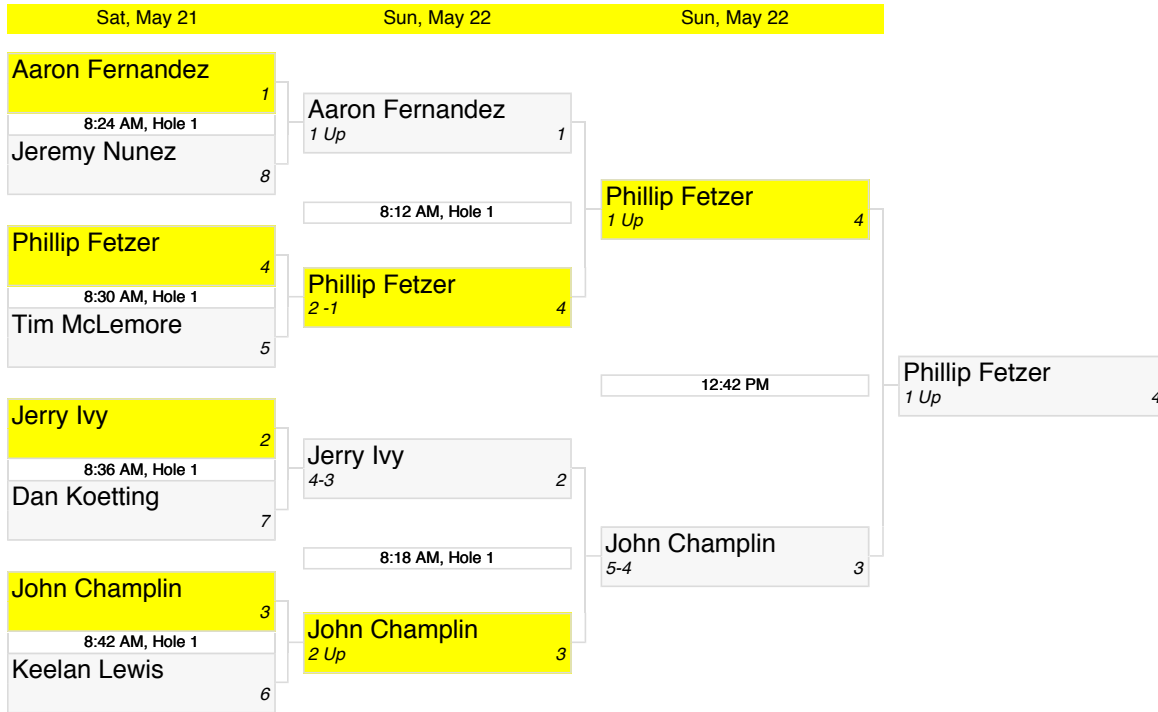 Sat, May 21
Sun, May 22
Sun, May 22
Aaron Fernandez
1
8:24 AM, Hole 1
Jeremy Nunez
8
Phillip Fetzer
4
8:30 AM, Hole 1
Tim McLemore
5
Jerry Ivy
2
8:36 AM, Hole 1
Dan Koetting
7
John Champlin
3
8:42 AM, Hole 1
Keelan Lewis
6
Aaron Fernandez
1 Up 1
8:12 AM, Hole 1
Phillip Fetzer
2 -1 4
Jerry Ivy
4-3 2
8:18 AM, Hole 1
John Champlin
2 Up 3
Phillip Fetzer
1 Up 4
12:42 PM
John Champlin
5-4 3
Phillip Fetzer
1 Up 4